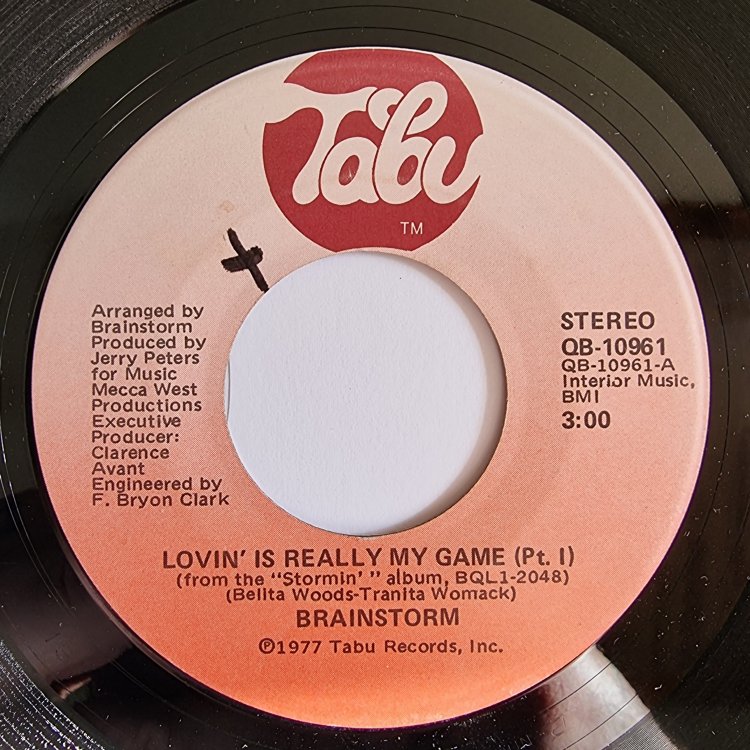 Tabu
TM
Arranged by
Brainstorm
Produced by
Jerry Peters
for Music
Mecca West
Productions
Executive
Producer:
Clarence
Avant
Engineered by
F. Bryon Clark
STEREO
QB-10961
QB-10961-A
Interior Music,
BMI
3:00
LOVIN' IS REALLY MY GAME (Pt. I)
(from the "Stormin' " album, BQL1-2048)
(Belita Woods-Tranita Womack)
BRAINSTORM
℗1977 Tabu Records, Inc.